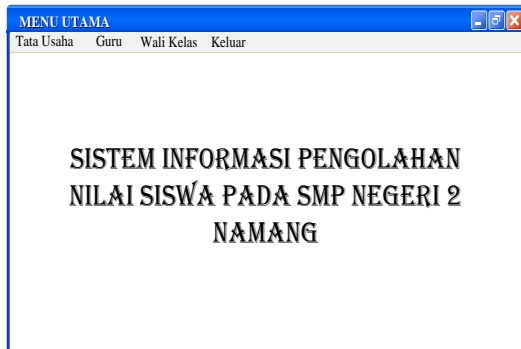 MENU UTAMA
Tata Usaha Guru Wali Kelas Keluar
SISTEM INFORMASI PENGOLAHAN
NILAI SISWA PADA SMP NEGERI 2
NAMANG